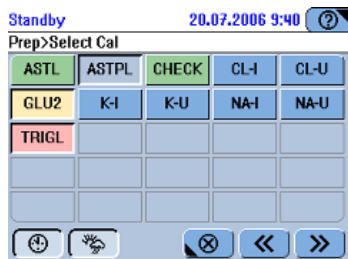 Standby 20.07.2006 9:40 ?
Prep>Select Cal
ASTL ASTPL CHECK CL-I CL-U
GLU2 K-I K-U NA-I NA-U
TRIGL